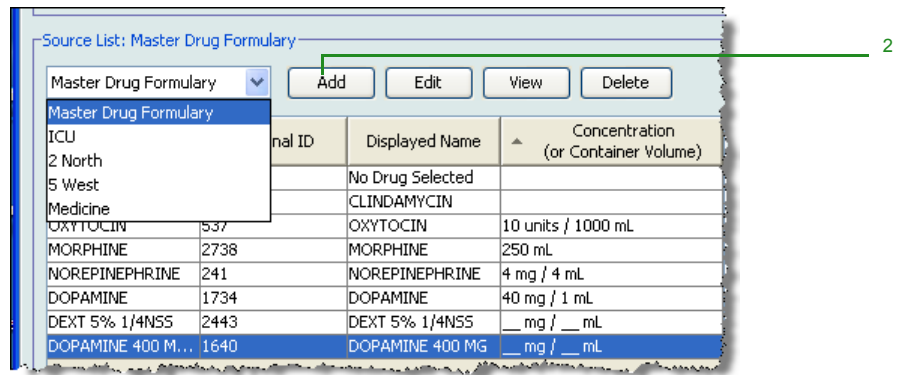 Source List: Master Drug Formulary
2
Master Drug Formulary Add Edit View Delete
Master Drug Formulary
ICU
2 North
5 West
Medicine
nal ID Displayed Name Concentration
(or Container Volume)
No Drug Selected
CLINDAMYCIN
OXYTOCIN 537 OXYTOCIN 10 units / 1000 mL
MORPHINE 2738 MORPHINE 250 mL
NOREPINEPHRINE 241 NOREPINEPHRINE 4 mg / 4 mL
DOPAMINE 1734 DOPAMINE 40 mg / 1 mL
DEXT 5% 1/4NSS 2443 DEXT 5% 1/4NSS __ mg / __ mL
DOPAMINE 400 M... 1640 DOPAMINE 400 MG __ mg / __ mL